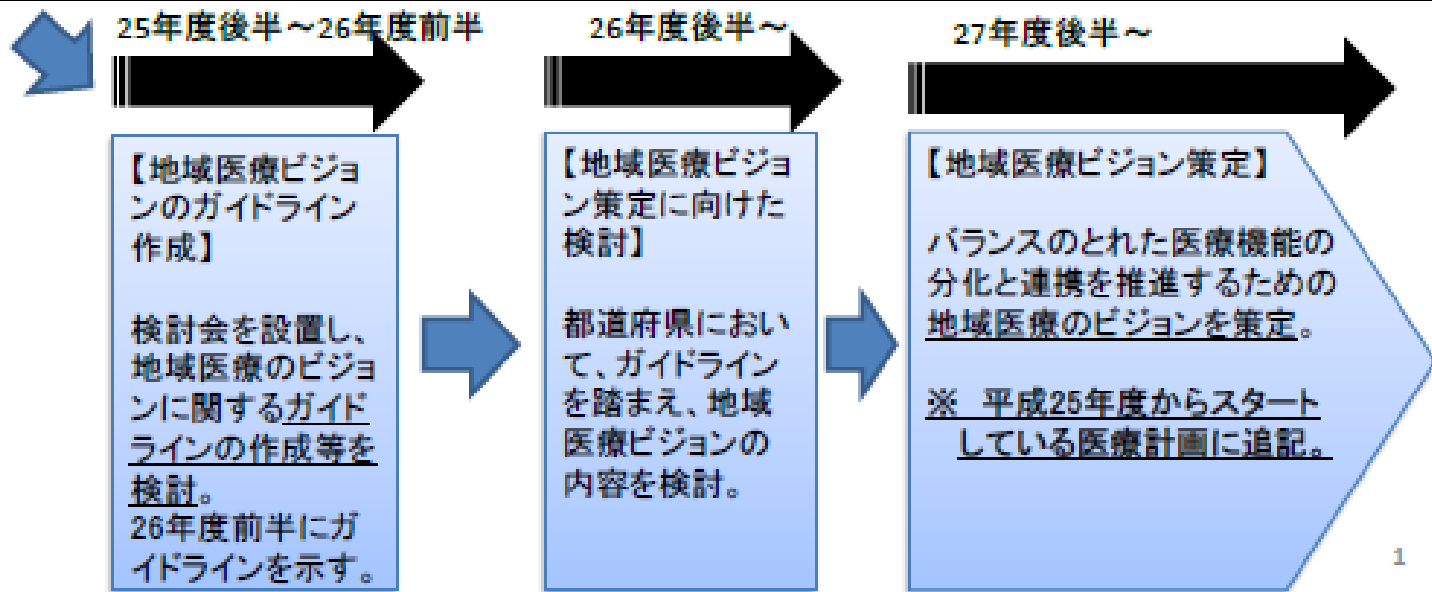 25年度後半～26年度前半
26年後半～
27年度後半～
【地域医療ビジョ
ンのガイドライン
作成】
検討会を設置し、
地域医療のビジョ
ンに関するガイド
ラインの作成等を
検討。
26年度前半にガ
イドラインを示す。
【地域医療ビジョ
ン策定に向けた
検討】
都道府県におい
て、ガイドライン
を踏まえ、地域
医療ビジョンの
内容を検討。
【地域医療ビジョン策定】
バランスのとれた医療機能の
分化と連携を推進するための
地域医療のビジョンを策定。
※　平成25年度からスタート
している医療計画に追記。
1